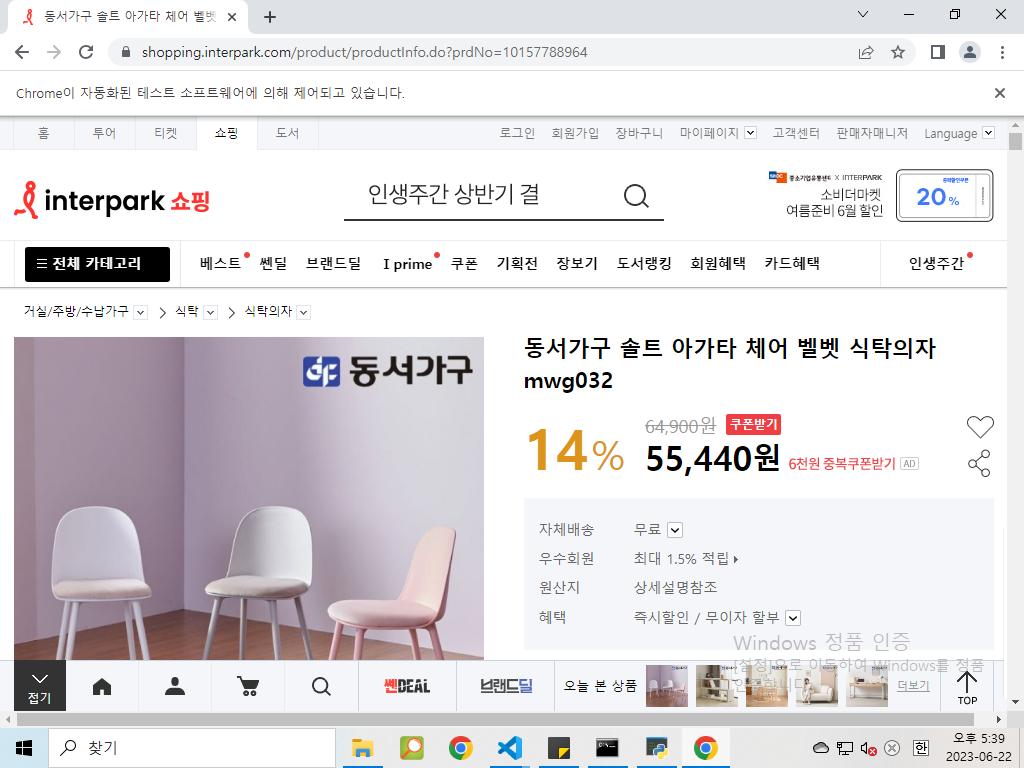 동서가구 솔트 아가타 체어 벨벳
shopping.interpark.com/product/productInfo.do?prdNo=10157788964
Chrome이 자동화된 테스트 소프트웨어에 의해 제어되고 있습니다.
홈 투어 티켓 쇼핑 도서 로그인 회원가입 장바구니 마이페이지 고객센터 판매자매니저 Language
interpark 쇼핑
인생주간 상반기 결
중소기업유통센터 X INTERPARK
소비더마켓
여름준비 6월 할인
중복할인쿠폰
20%
전체 카테고리 베스트 쎈딜 브랜드딜 I prime 쿠폰 기획전 장보기 도서랭킹 회원혜택 카드혜택 인생주간
거실/주방/수납가구 식탁 식탁의자
동서가구
동서가구 솔트 아가타 체어 벨벳 식탁의자
mwg032
14%
64,900원 쿠폰받기
55,440원 6천원 중복쿠폰받기 AD
자체배송 무료
우수회원 최대 1.5% 적립
원산지 상세설명참조
혜택 즉시할인 / 무이자 할부
Windows 정품 인증
[설정]으로 이동하여 Windows를 정품
인증합니다.
접기
쎈DEAL
브랜드딜
오늘 본 상품
더보기
TOP
찾기
한
오후 5:39
2023-06-22